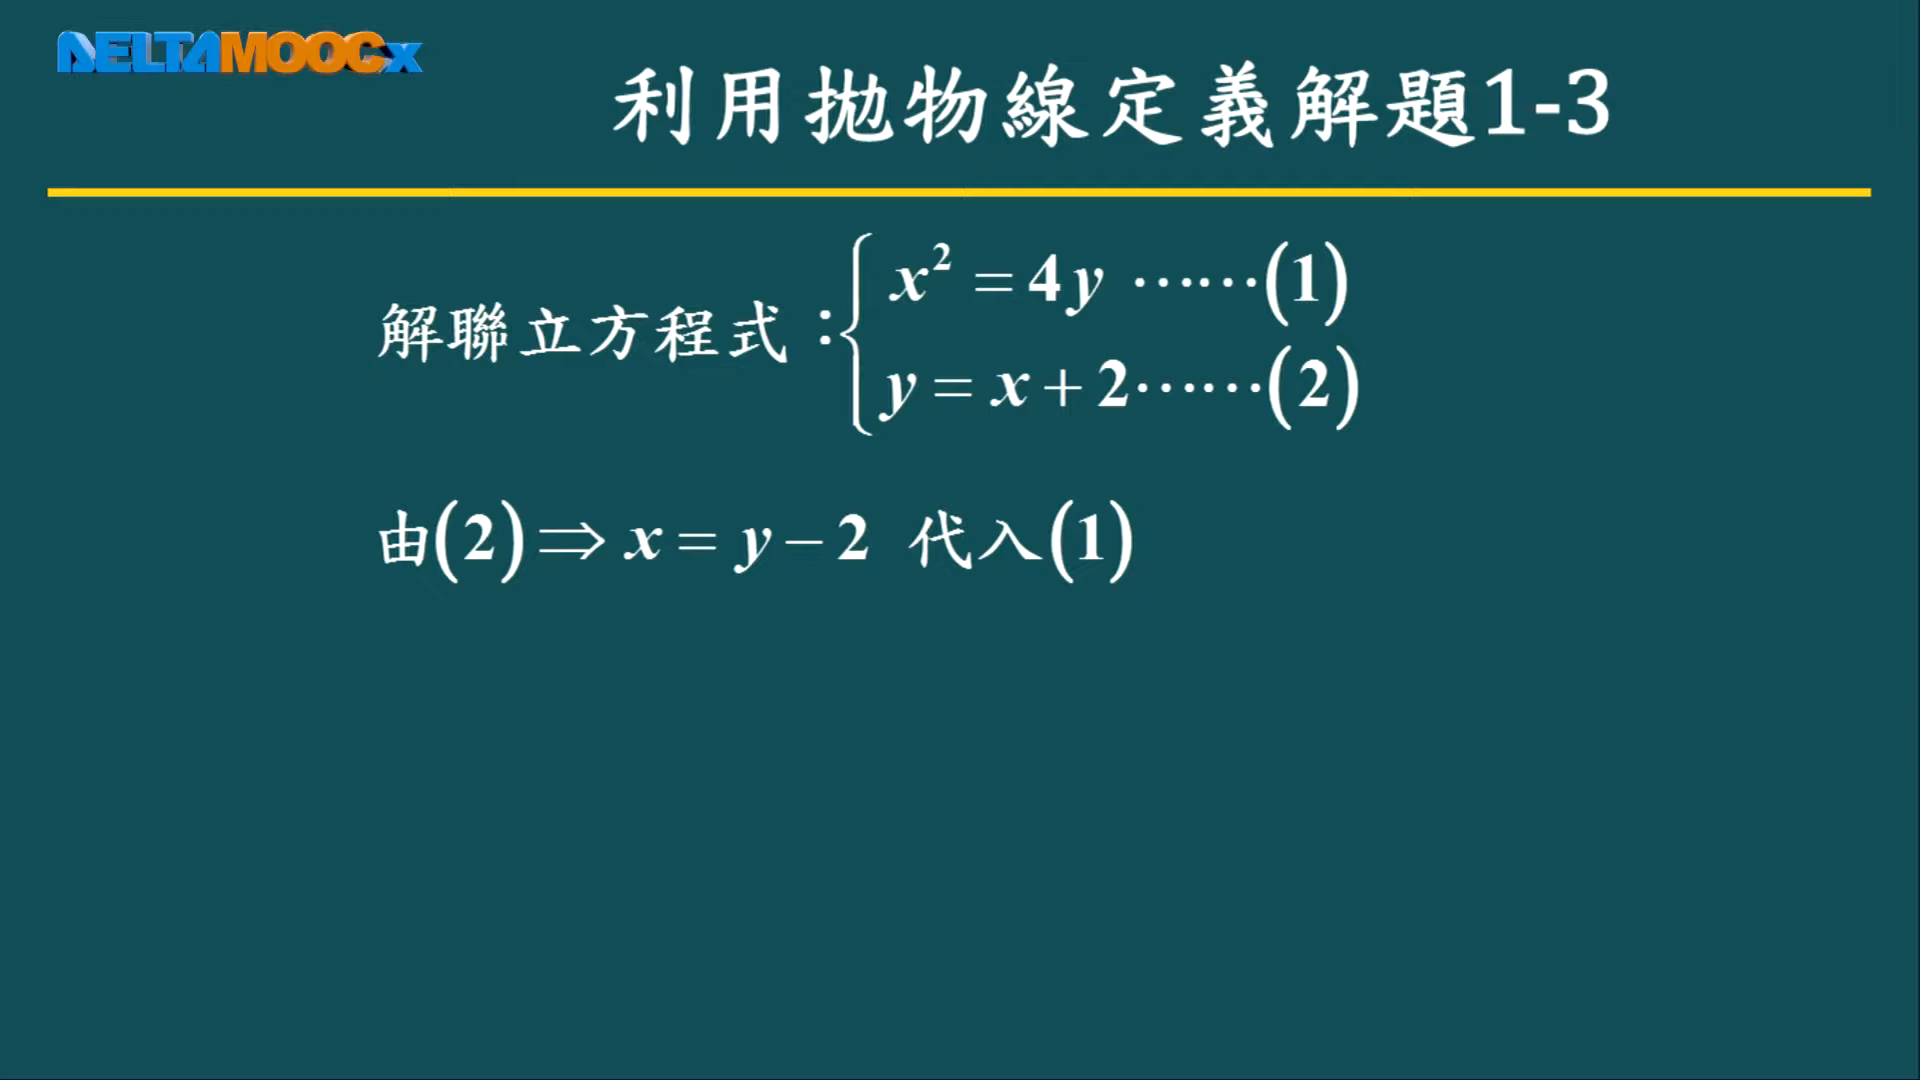 DELTAMOOCx
利用拋物線定義解題1-3
解聯立方程式：{ x² = 4y ······(1)
y = x + 2······(2)
由(2)⇒ x = y − 2 代入(1)